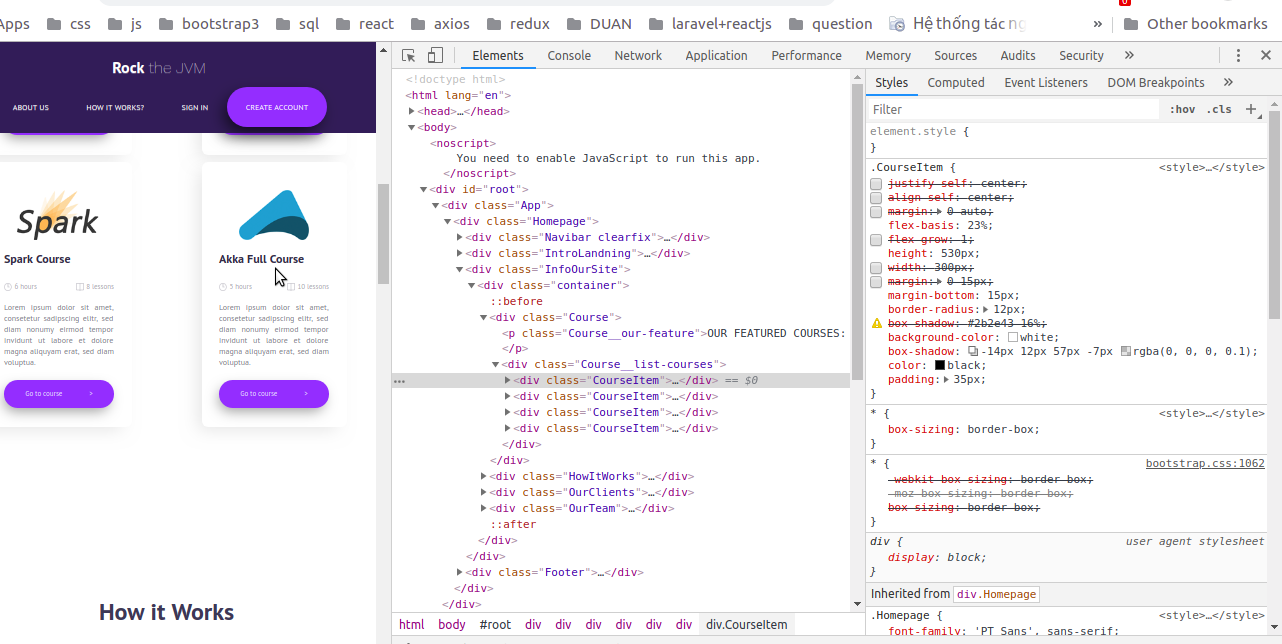 Apps css js bootstrap3 sql react axios redux DUAN laravel+reactjs question Hệ thống tác » Other bookmarks
Rock the JVM
ABOUT US HOW IT WORKS? SIGN IN CREATE ACCOUNT
Spark
Spark Course
6 hours 8 lessons
Lorem ipsum dolor sit amet,
consetetur sadipscing elitr, sed
diam nonumy eirmod tempor
invidunt ut labore et dolore
magna aliquyam erat, sed diam
voluptua.
Go to course >
Akka Full Course
5 hours 10 lessons
Lorem ipsum dolor sit amet,
consetetur sadipscing elitr, sed
diam nonumy eirmod tempor
invidunt ut labore et dolore
magna aliquyam erat, sed diam
voluptua.
Go to course >
How it Works
Elements Console Network Application Performance Memory Sources Audits Security »
<!doctype html>
<html lang="en">
<head>…</head>
<body>
<noscript>
You need to enable JavaScript to run this app.
</noscript>
<div id="root">
<div class="App">
<div class="Homepage">
<div class="Navibar clearfix">…</div>
<div class="IntroLandning">…</div>
<div class="InfoOurSite">
<div class="container">
::before
<div class="Course">
<p class="Course__our-feature">OUR FEATURED COURSES:
</p>
<div class="Course__list-courses">
<div class="CourseItem">…</div> == $0
<div class="CourseItem">…</div>
<div class="CourseItem">…</div>
<div class="CourseItem">…</div>
</div>
</div>
<div class="HowItWorks">…</div>
<div class="OurClients">…</div>
<div class="OurTeam">…</div>
::after
</div>
</div>
<div class="Footer">…</div>
</div>
</div>
html body #root div div div div div div div.CourseItem
Styles Computed Event Listeners DOM Breakpoints »
Filter :hov .cls +
element.style {
}
.CourseItem { <style>…</style>
justify-self: center;
align-self: center;
margin: 0 auto;
flex-basis: 23%;
flex-grow: 1;
height: 530px;
width: 300px;
margin: 0 15px;
margin-bottom: 15px;
border-radius: 12px;
box-shadow: #2b2e43 16%;
background-color: white;
box-shadow: -14px 12px 57px -7px rgba(0, 0, 0, 0.1);
color: black;
padding: 35px;
}
* { <style>…</style>
box-sizing: border-box;
}
* { bootstrap.css:1062
-webkit-box-sizing: border-box;
-moz-box-sizing: border-box;
box-sizing: border-box;
}
div { user agent stylesheet
display: block;
}
Inherited from div.Homepage
.Homepage { <style>…</style>
font-family: 'PT Sans', sans-serif;